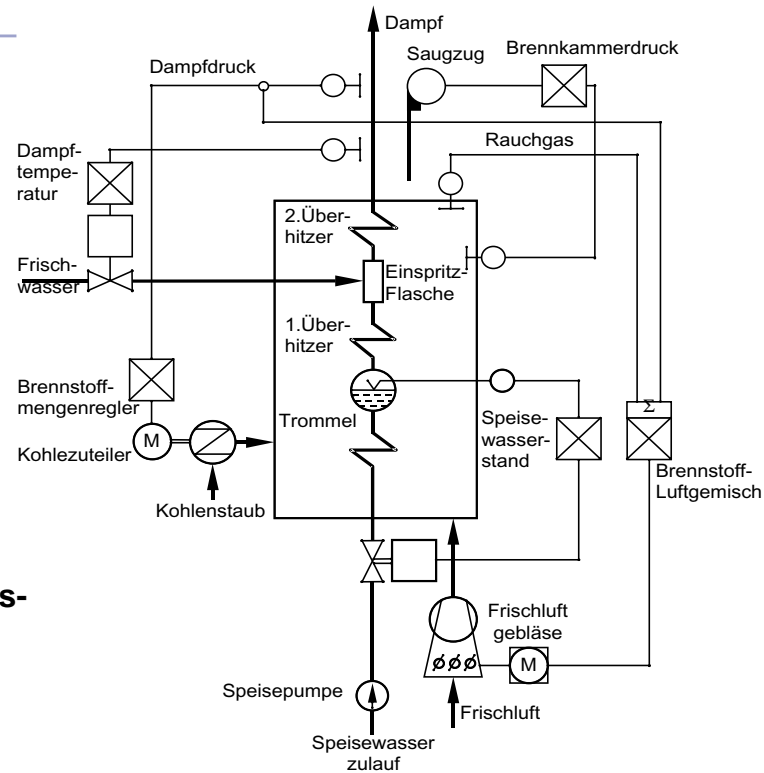 Dampf
Saugzug
Brennkammerdruck
Dampfdruck
Rauchgas
Dampf-
tempe-
ratur
2.Über-
hitzer
Frisch-
wasser
Einspritz-
Flasche
1.Über-
hitzer
Brennstoff-
mengenregler
Trommel
Speise-
wasser-
stand
Σ
M
Kohlezuteiler
Brennstoff-
Luftgemisch
Kohlenstaub
s-
Frischluft
gebläse
M
Speisepumpe
Frischluft
Speisewasser
zulauf